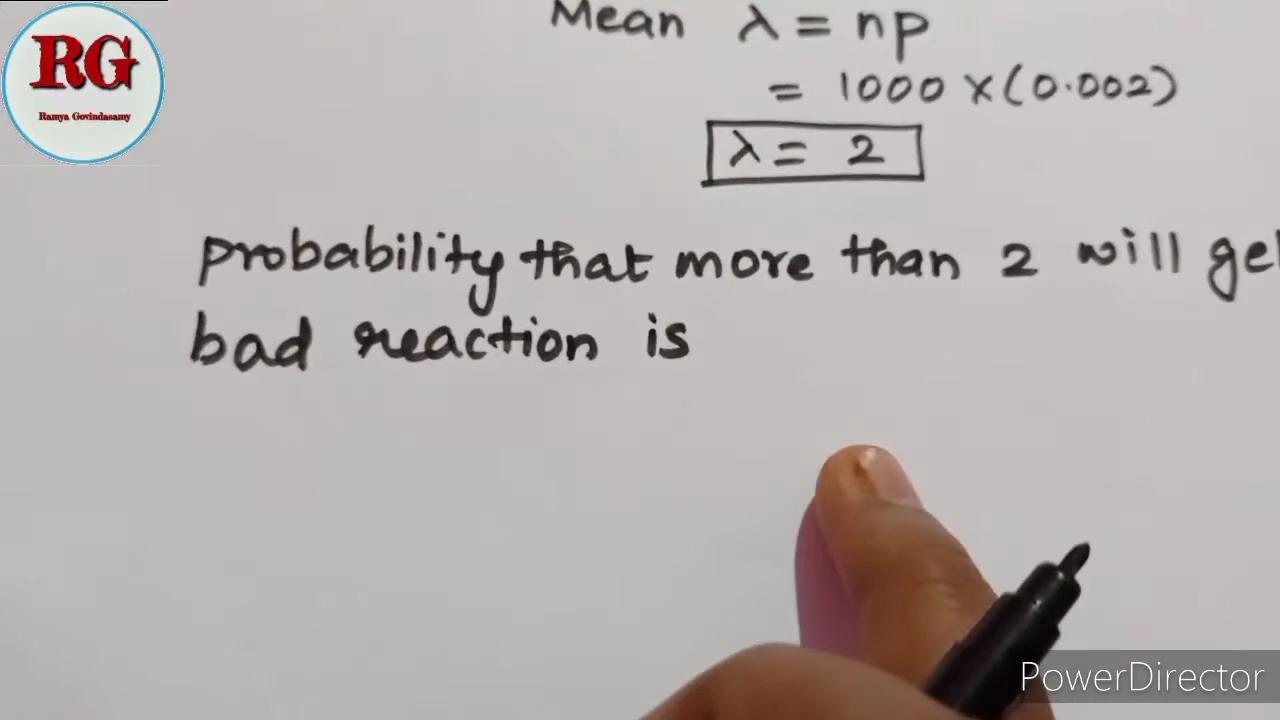 RG
Ramya Govindasamy
Mean λ = np
= 1000 × (0.002)
λ = 2
probability that more than 2 will get
bad reaction is
PowerDirector